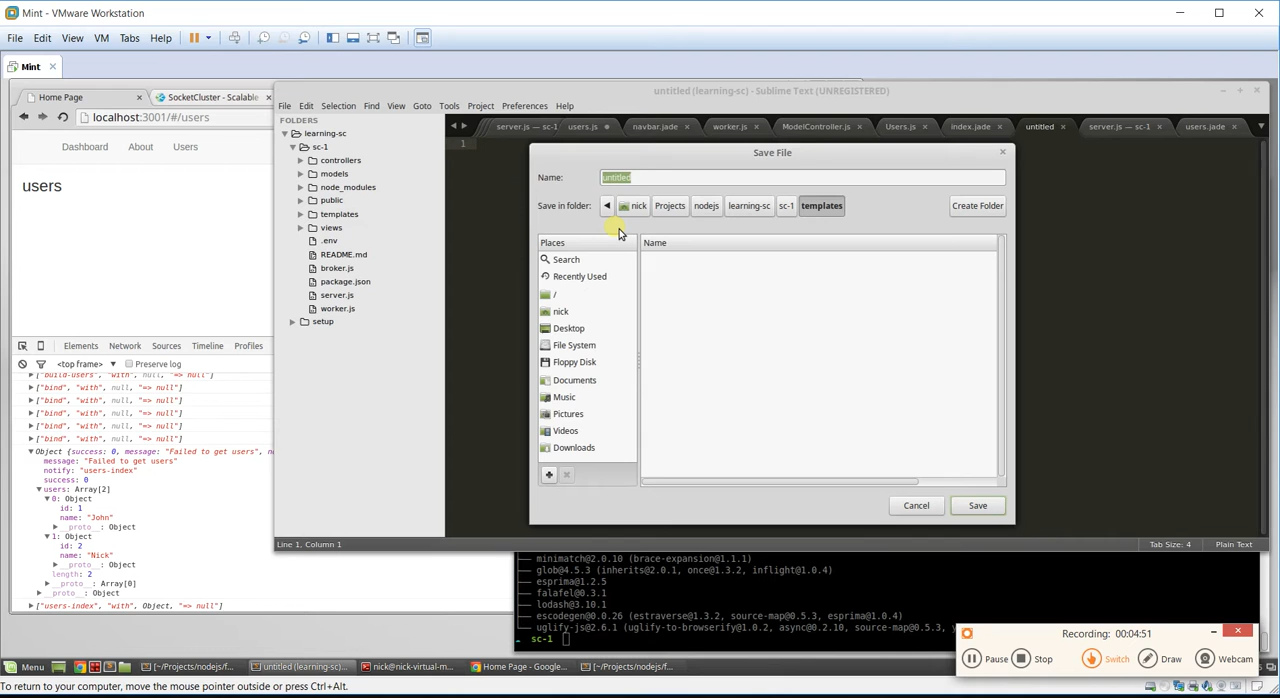 Mint - VMware Workstation
File Edit View VM Tabs Help
Mint
Home Page
SocketCluster - Scalable
localhost:3001/#/users
Dashboard About Users
users
Elements Network Sources Timeline Profiles
<top frame> Preserve log
["build-users", "with", null, "=> null"]
["bind", "with", null, "=> null"]
["bind", "with", null, "=> null"]
["bind", "with", null, "=> null"]
["bind", "with", null, "=> null"]
["bind", "with", null, "=> null"]
Object {success: 0, message: "Failed to get users", n
message: "Failed to get users"
notify: "users-index"
success: 0
users: Array[2]
0: Object
id: 1
name: "John"
__proto__: Object
1: Object
id: 2
name: "Nick"
__proto__: Object
length: 2
__proto__: Array[0]
__proto__: Object
["users-index", "with", Object, "=> null"]
untitled (learning-sc) - Sublime Text (UNREGISTERED)
File Edit Selection Find View Goto Tools Project Preferences Help
FOLDERS
learning-sc
sc-1
controllers
models
node_modules
public
templates
views
.env
README.md
broker.js
package.json
server.js
worker.js
setup
server.js — sc-1 users.js navbar.jade worker.js ModelController.js Users.js index.jade untitled server.js — sc-1 users.jade
1
Save File
Name: untitled
Save in folder: nick Projects nodejs learning-sc sc-1 templates Create Folder
Places
Search
Recently Used
/
nick
Desktop
File System
Floppy Disk
Documents
Music
Pictures
Videos
Downloads
Name
Cancel Save
Line 1, Column 1 Tab Size: 4 Plain Text
minimatch@2.0.10 (brace-expansion@1.1.1)
glob@4.5.3 (inherits@2.0.1, once@1.3.2, inflight@1.0.4)
esprima@1.2.5
falafel@0.3.1
lodash@3.10.1
escodegen@0.0.26 (estraverse@1.3.2, source-map@0.5.3, esprima@1.0.4)
uglify-js@2.6.1 (uglify-to-browserify@1.0.2, async@0.2.10, source-map@0.5.3, y
sc-1
Recording: 00:04:51
Pause Stop Switch Draw Webcam
Menu [~/Projects/nodejs/f... untitled (learning-sc)... nick@nick-virtual-m... Home Page - Google... [~/Projects/nodejs/f...
To return to your computer, move the mouse pointer outside or press Ctrl+Alt.